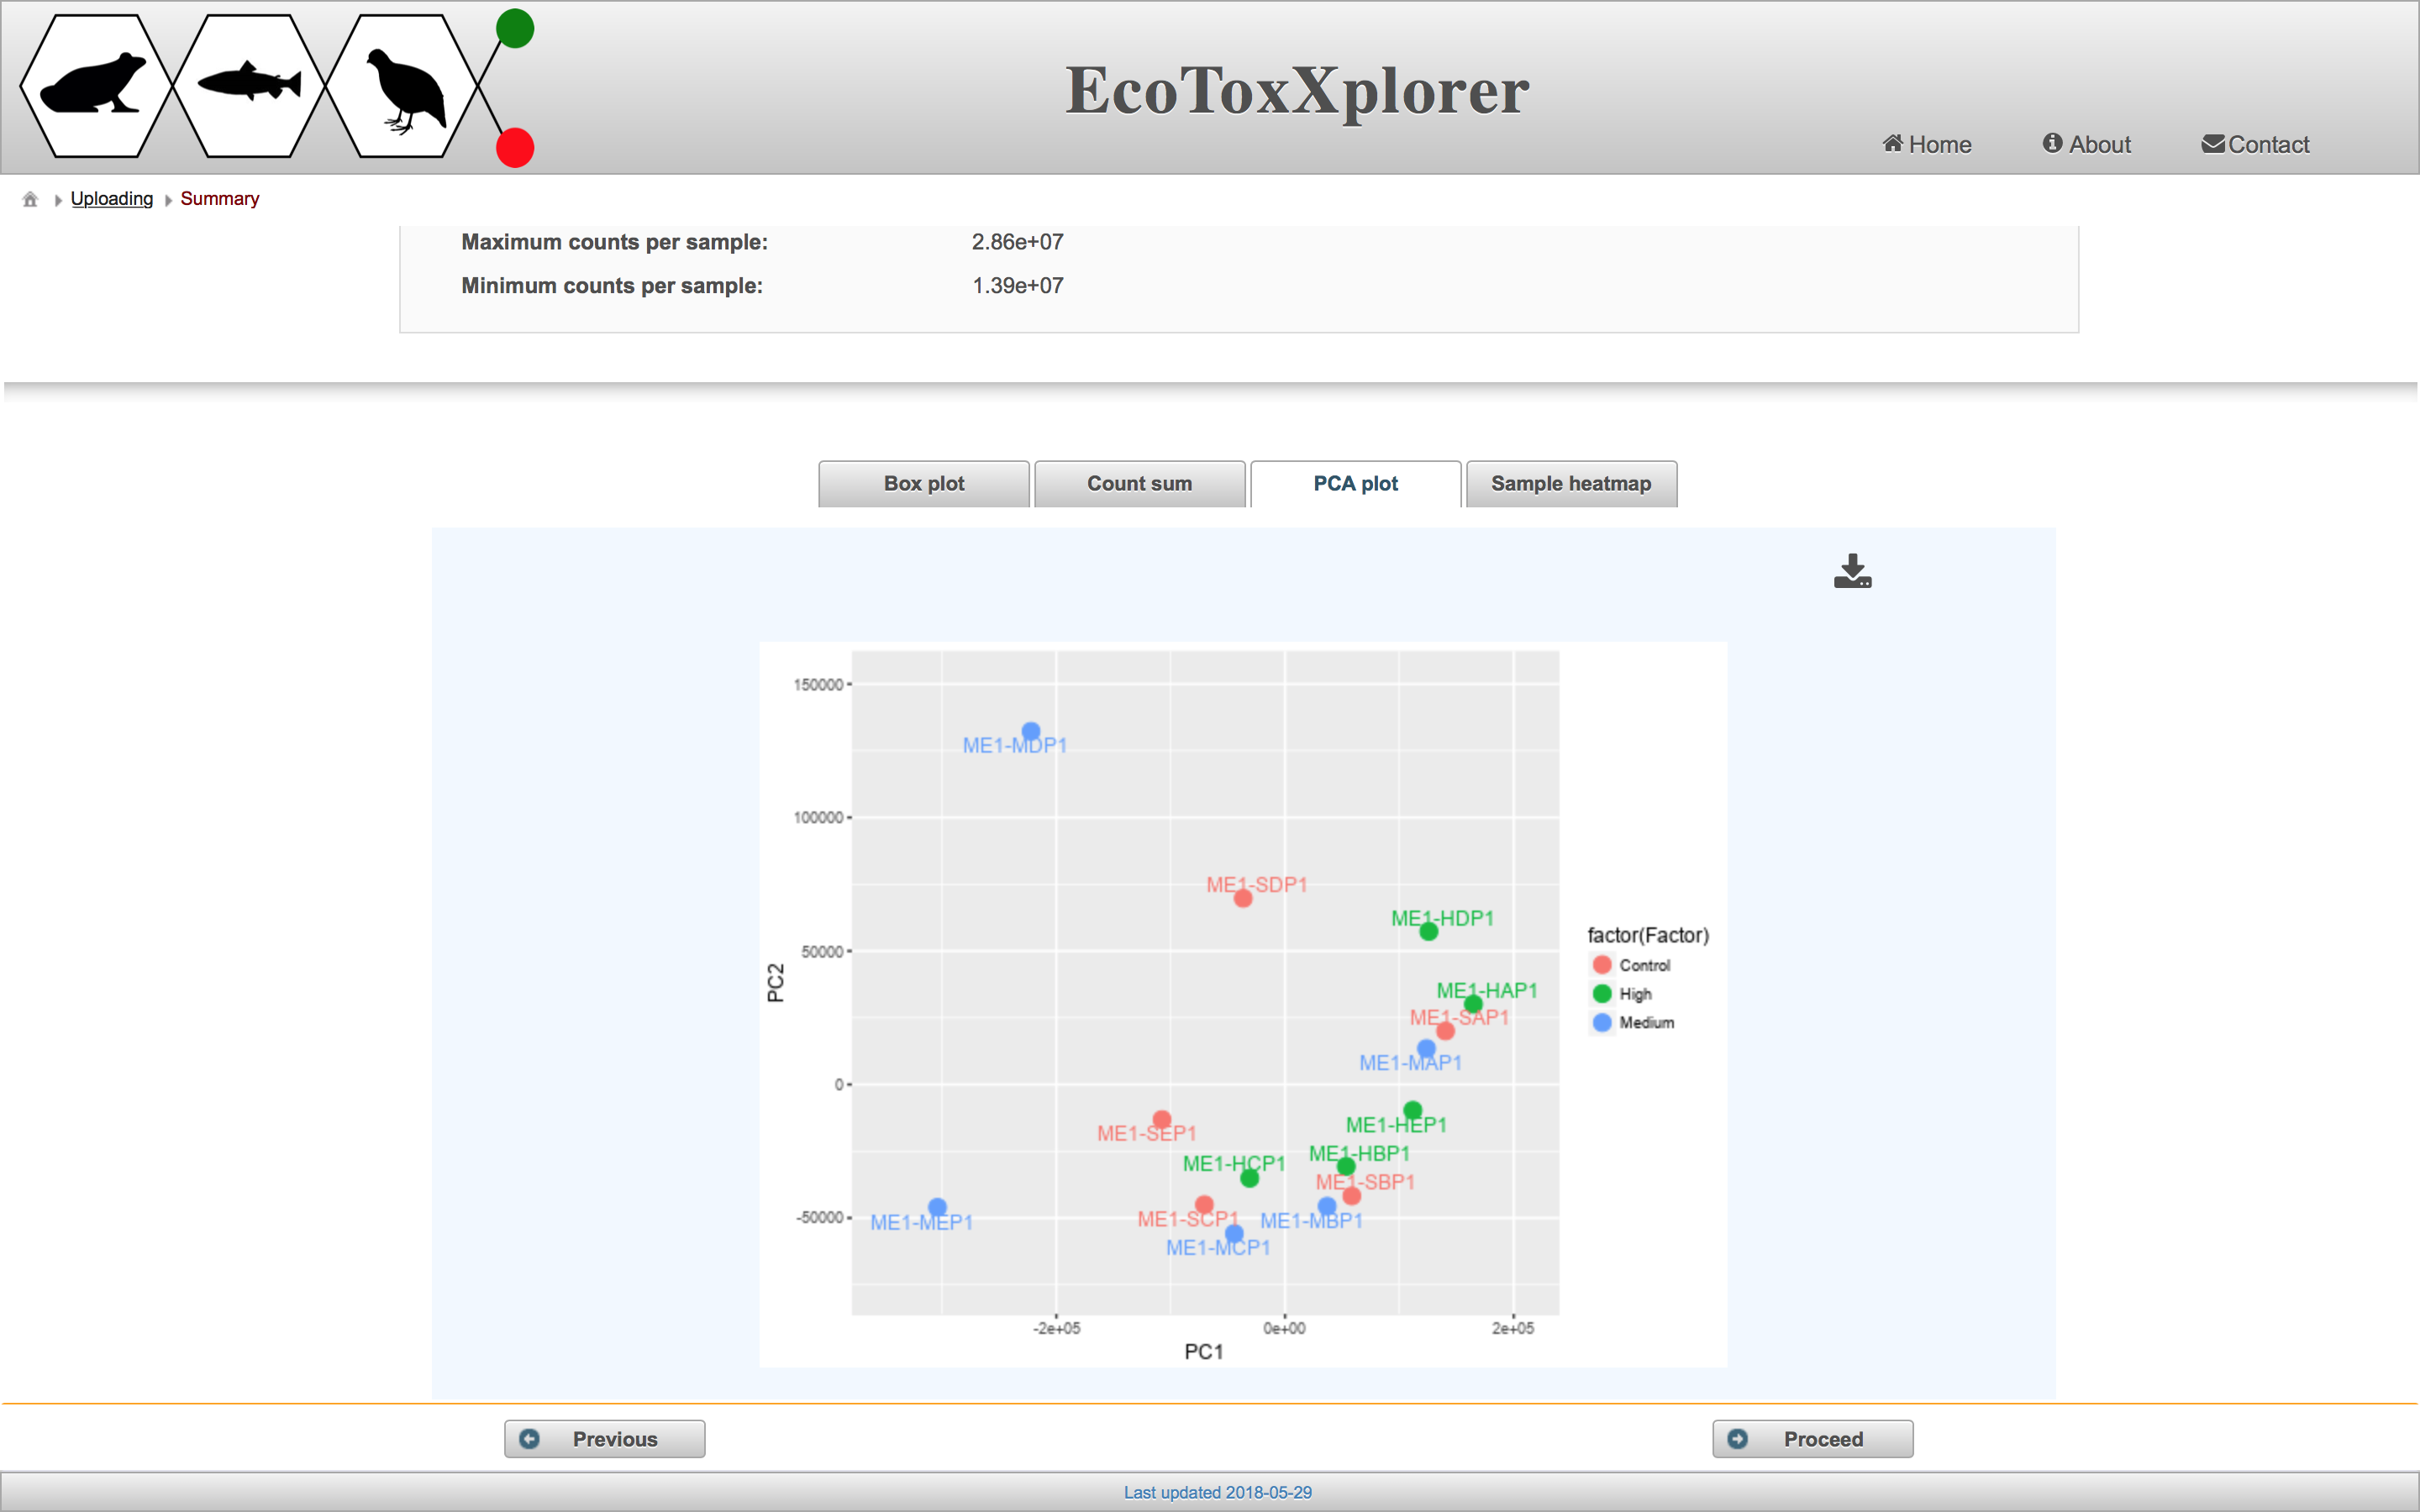 EcoToxXplorer
Home About Contact
Uploading Summary
Maximum counts per sample: 2.86e+07
Minimum counts per sample: 1.39e+07
Box plot Count sum PCA plot Sample heatmap
150000
ME1-MDP1
100000
ME1-SDP1
ME1-HDP1
50000
ME1-HAP1
ME1-SAP1
ME1-MAP1
0
ME1-HEP1
ME1-SEP1
ME1-HBP1
ME1-HCP1
ME1-SBP1
-50000
ME1-MEP1
ME1-SCP1
ME1-MBP1
ME1-MCP1
PC2
factor(Factor)
Control
High
Medium
-2e+05 0e+00 2e+05
PC1
Previous Proceed
Last updated 2018-05-29